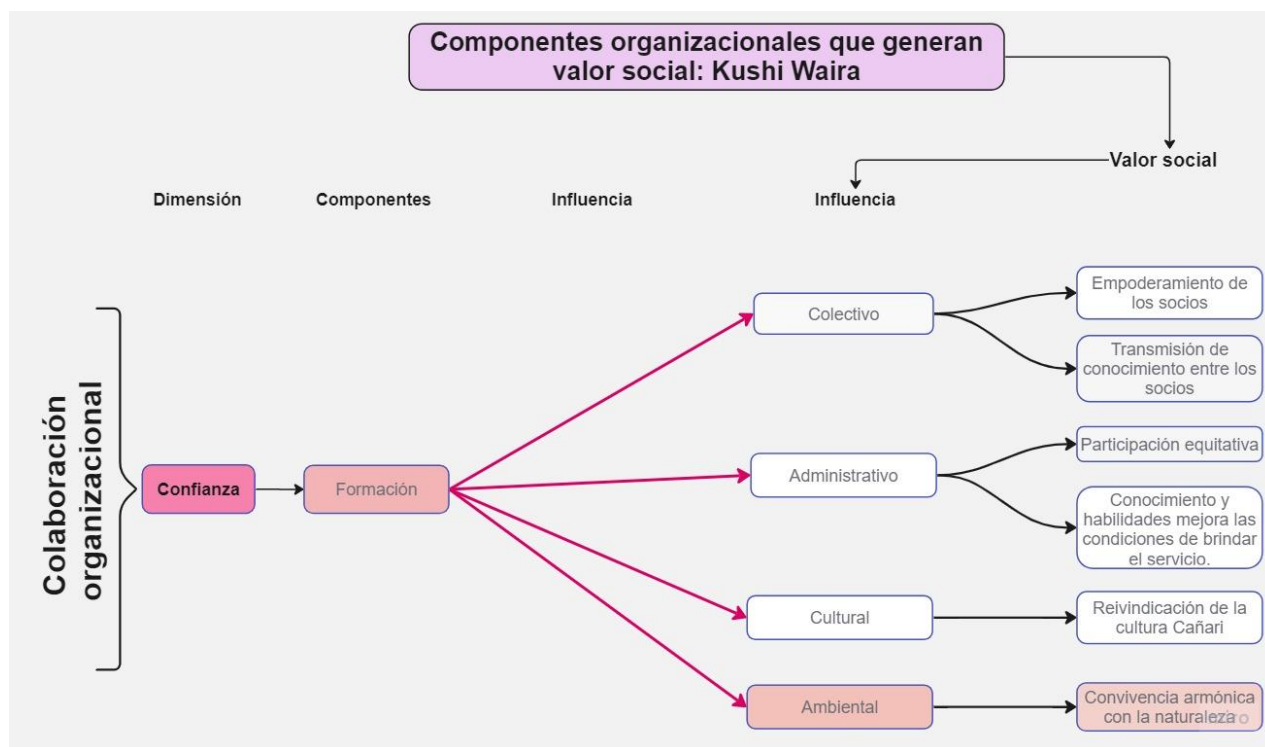 Componentes organizacionales que generan
valor social: Kushi Waira
Valor social
Dimensión
Componentes
Influencia
Influencia
Colaboración
organizacional
Confianza
Formación
Colectivo
Empoderamiento de
los socios
Transmisión de
conocimiento entre los
socios
Administrativo
Participación equitativa
Conocimiento y
habilidades mejora las
condiciones de brindar
el servicio.
Cultural
Reivindicación de la
cultura Cañari
Ambiental
Convivencia armónica
con la naturaleza
miro